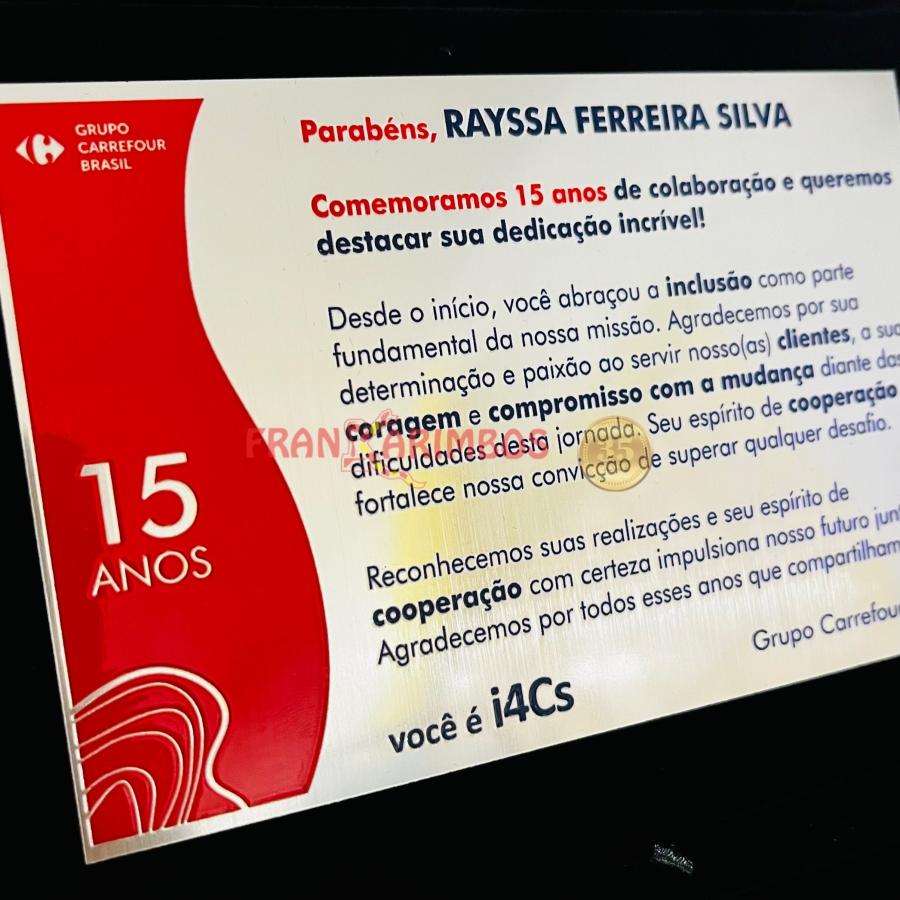 GRUPO
CARREFOUR
BRASIL
15
ANOS
Parabéns, RAYSSA FERREIRA SILVA
Comemoramos 15 anos de colaboração e queremos
destacar sua dedicação incrível!
Desde o início, você abraçou a inclusão como parte
fundamental da nossa missão. Agradecemos por sua
determinação e paixão ao servir nosso(as) clientes, a sua
coragem e compromisso com a mudança diante das
dificuldades desta jornada. Seu espírito de cooperação
fortalece nossa convicção de superar qualquer desafio.
Reconhecemos suas realizações e seu espírito de
cooperação com certeza impulsiona nosso futuro
Agradecemos por todos esses anos que compartilham
Grupo Carrefour
você é i4Cs
FRANKARIMBOS
35